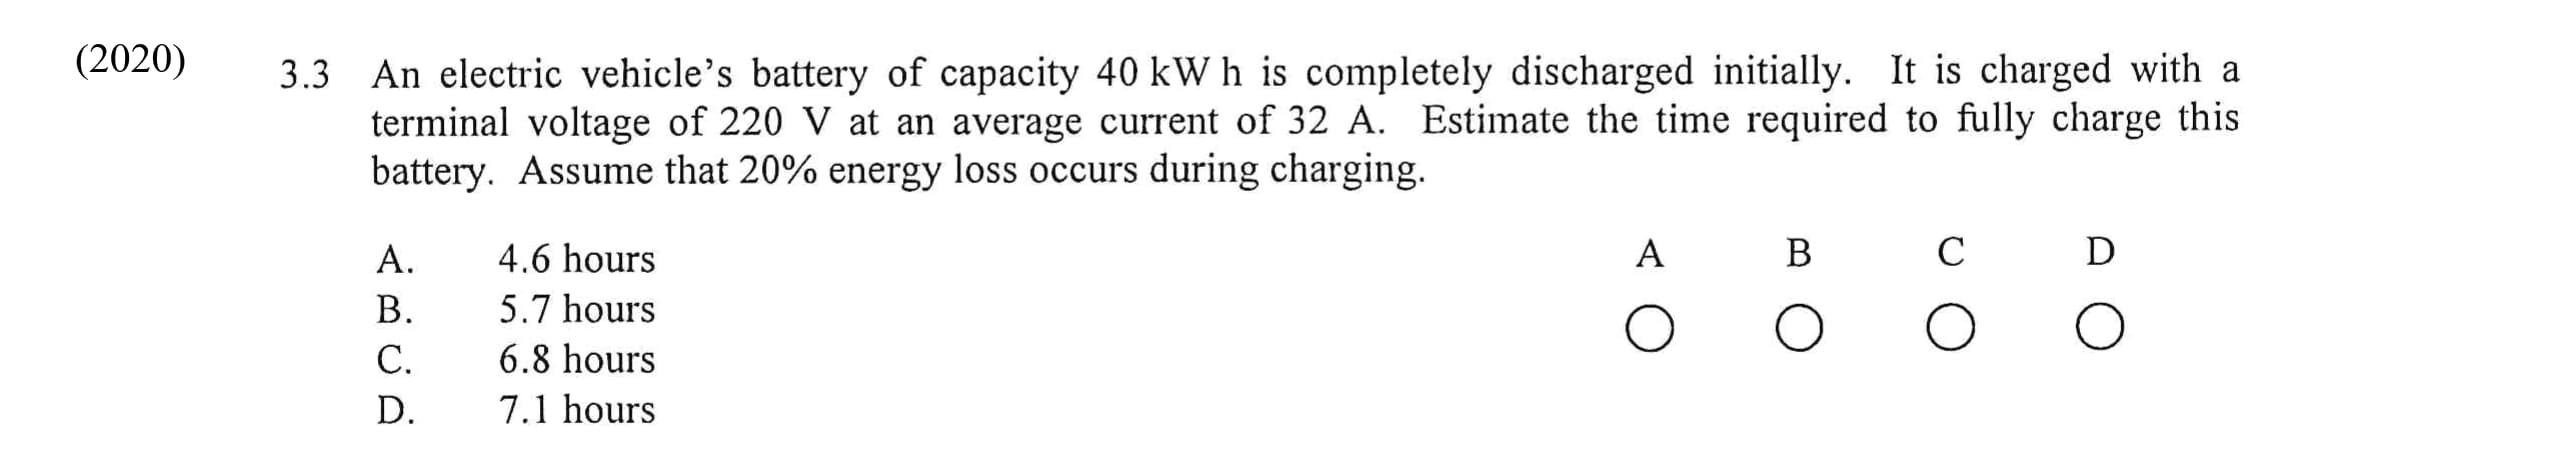 (2020)
3.3 An electric vehicle's battery of capacity 40 kW h is completely discharged initially. It is charged with a
terminal voltage of 220 V at an average current of 32 A. Estimate the time required to fully charge this
battery. Assume that 20% energy loss occurs during charging.
A B C D
A. 4.6 hours
B. 5.7 hours
C. 6.8 hours
D. 7.1 hours